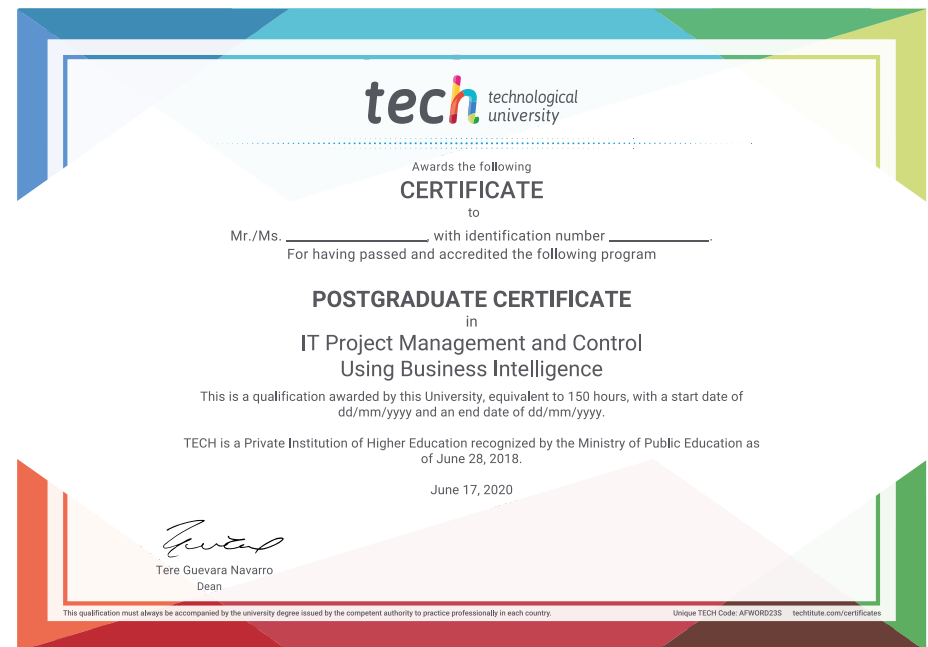 tech technological
university
Awards the following
CERTIFICATE
to
Mr./Ms. ____________________, with identification number ______________.
For having passed and accredited the following program
POSTGRADUATE CERTIFICATE
in
IT Project Management and Control
Using Business Intelligence
This is a qualification awarded by this University, equivalent to 150 hours, with a start date of
dd/mm/yyyy and an end date of dd/mm/yyyy.
TECH is a Private Institution of Higher Education recognized by the Ministry of Public Education as
of June 28, 2018.
June 17, 2020
Tere Guevara Navarro
Dean
This qualification must always be accompanied by the university degree issued by the competent authority to practice professionally in each country.
Unique TECH Code: AFWORD23S techtitute.com/certificates